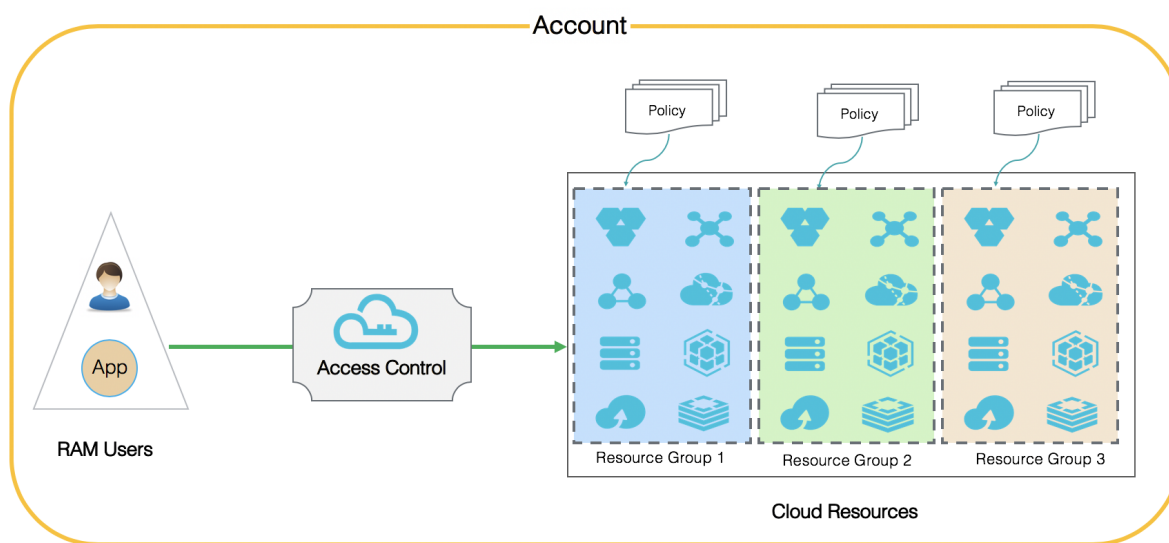 Account
Policy
Policy
Policy
App
Access Control
RAM Users
Resource Group 1
Resource Group 2
Resource Group 3
Cloud Resources